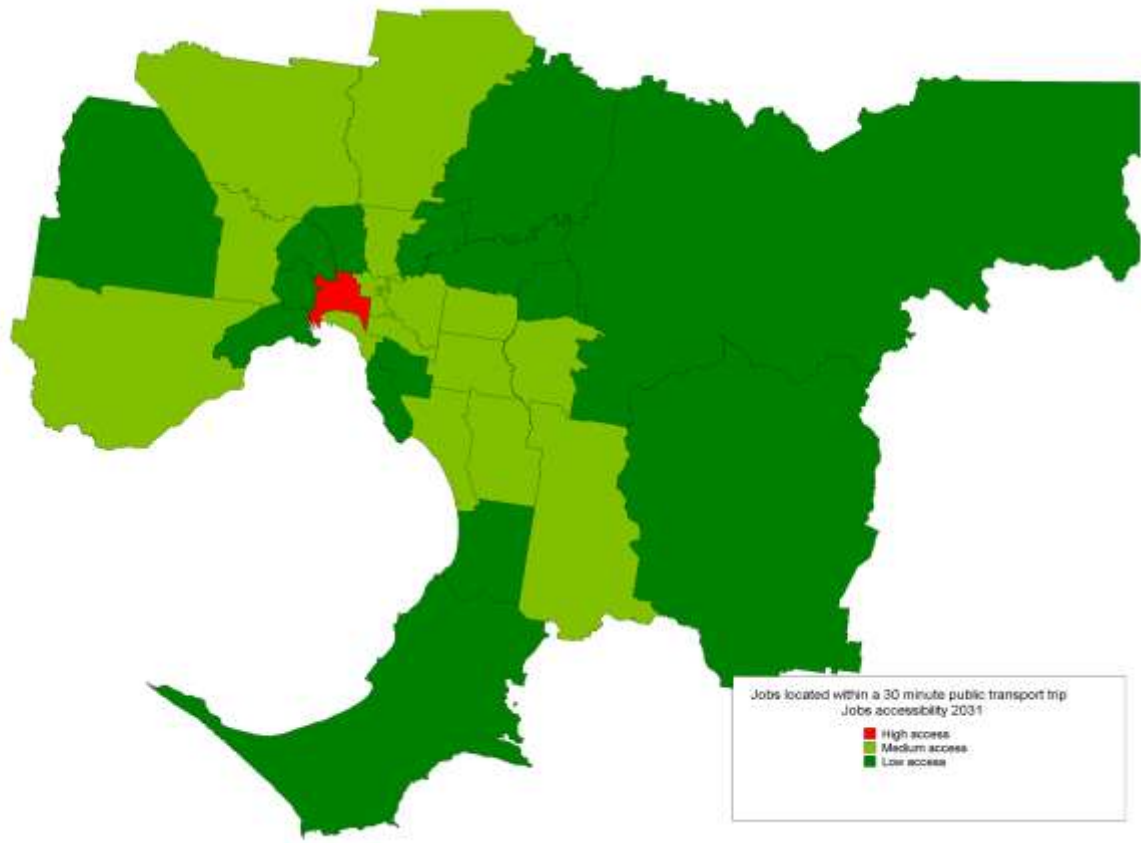 Jobs located within a 30 minute public transport trip
Jobs accessibility 2031
High access
Medium access
Low access